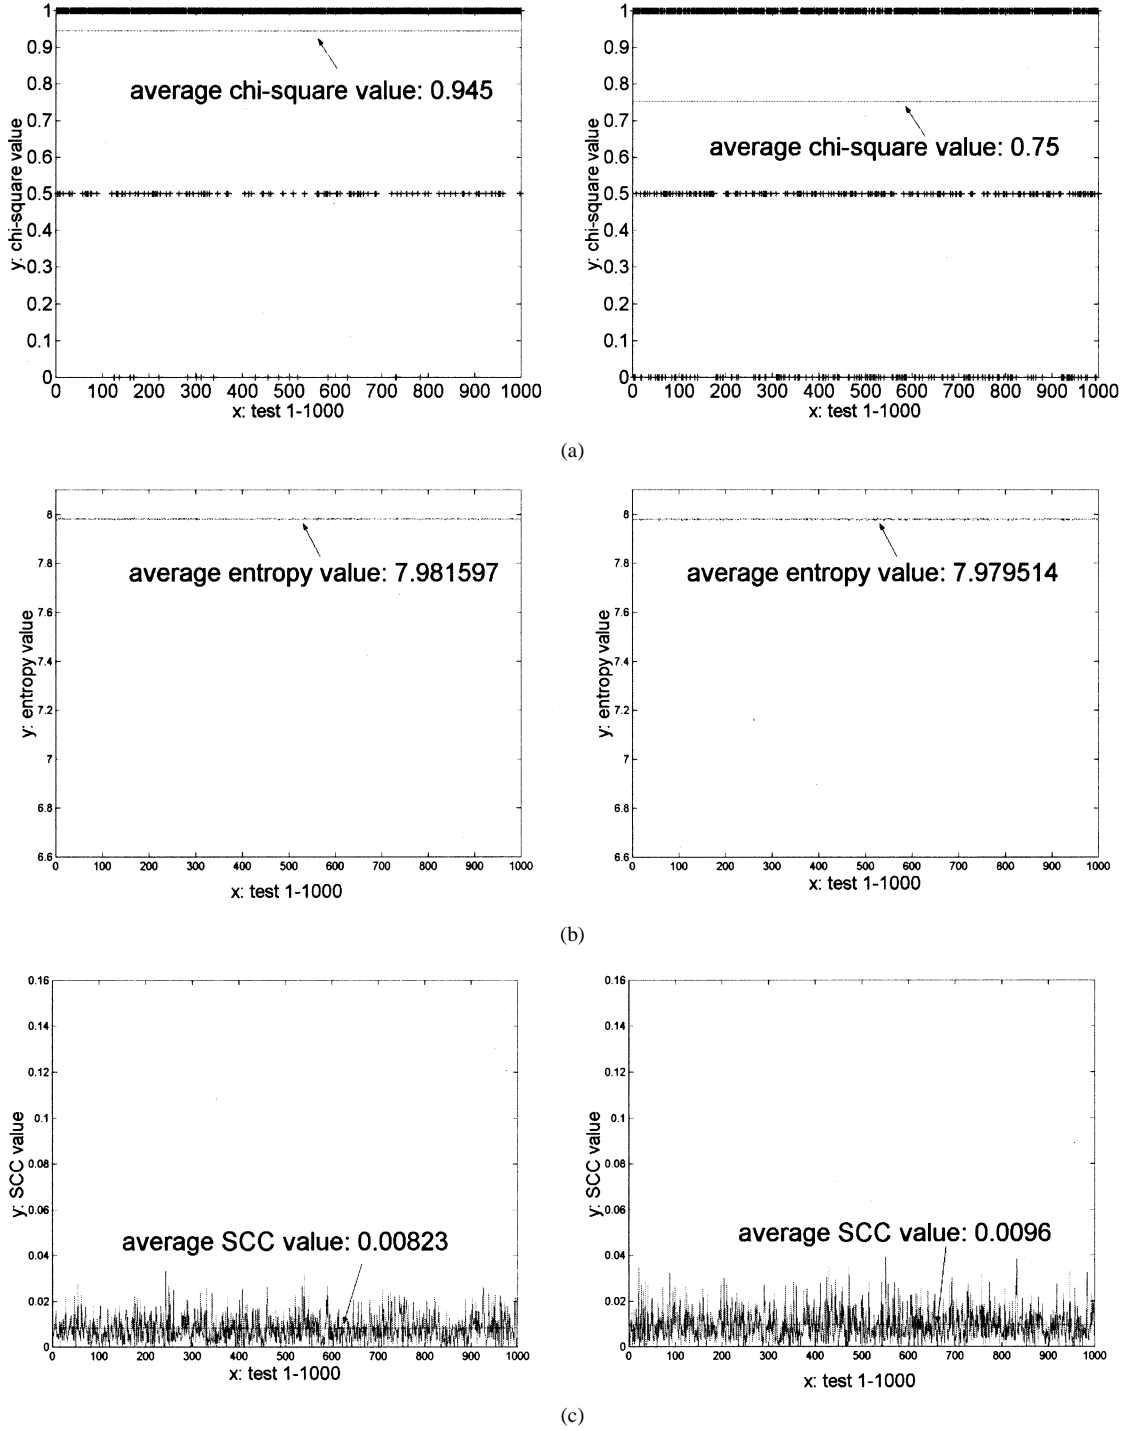 1
0.9
0.8
0.7
0.6
0.5
0.4
0.3
0.2
0.1
0
y: chi-square value
average chi-square value: 0.945
0 100 200 300 400 500 600 700 800 900 1000
x: test 1-1000
1
0.9
0.8
0.7
0.6
0.5
0.4
0.3
0.2
0.1
0
y: chi-square value
average chi-square value: 0.75
0 100 200 300 400 500 600 700 800 900 1000
x: test 1-1000
(a)
8
7.8
7.6
7.4
7.2
7
6.8
6.6
y: entropy value
average entropy value: 7.981597
0 100 200 300 400 500 600 700 800 900 1000
x: test 1-1000
8
7.8
7.6
7.4
7.2
7
6.8
6.6
y: entropy value
average entropy value: 7.979514
0 100 200 300 400 500 600 700 800 900 1000
x: test 1-1000
(b)
0.16
0.14
0.12
0.1
0.08
0.06
0.04
0.02
0
y: SCC value
average SCC value: 0.00823
0 100 200 300 400 500 600 700 800 900 1000
x: test 1-1000
0.16
0.14
0.12
0.1
0.08
0.06
0.04
0.02
0
y: SCC value
average SCC value: 0.0096
0 100 200 300 400 500 600 700 800 900 1000
x: test 1-1000
(c)